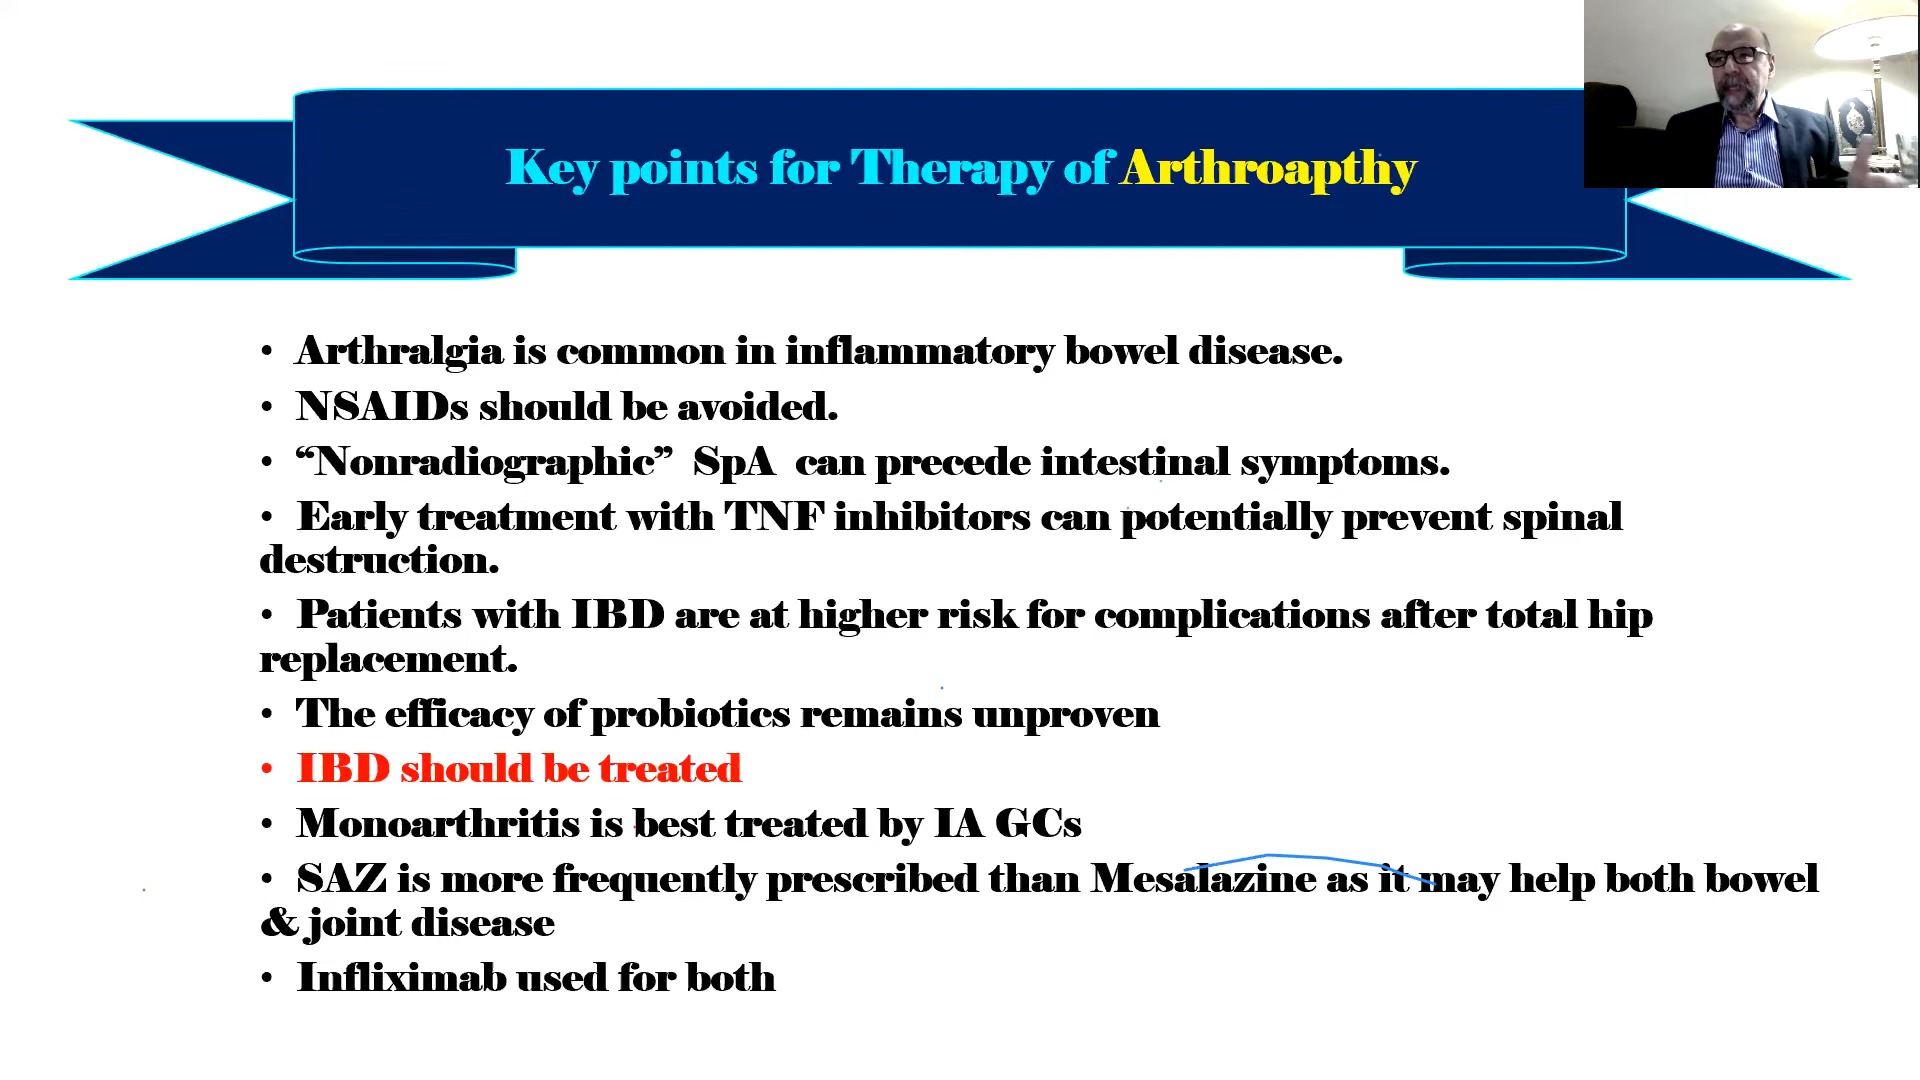 Key points for Therapy of Arthroapthy
• Arthralgia is common in inflammatory bowel disease.
• NSAIDs should be avoided.
• “Nonradiographic” SpA can precede intestinal symptoms.
• Early treatment with TNF inhibitors can potentially prevent spinal
destruction.
• Patients with IBD are at higher risk for complications after total hip
replacement.
• The efficacy of probiotics remains unproven
• IBD should be treated
• Monoarthritis is best treated by IA GCs
• SAZ is more frequently prescribed than Mesalazine as it may help both bowel
& joint disease
• Infliximab used for both